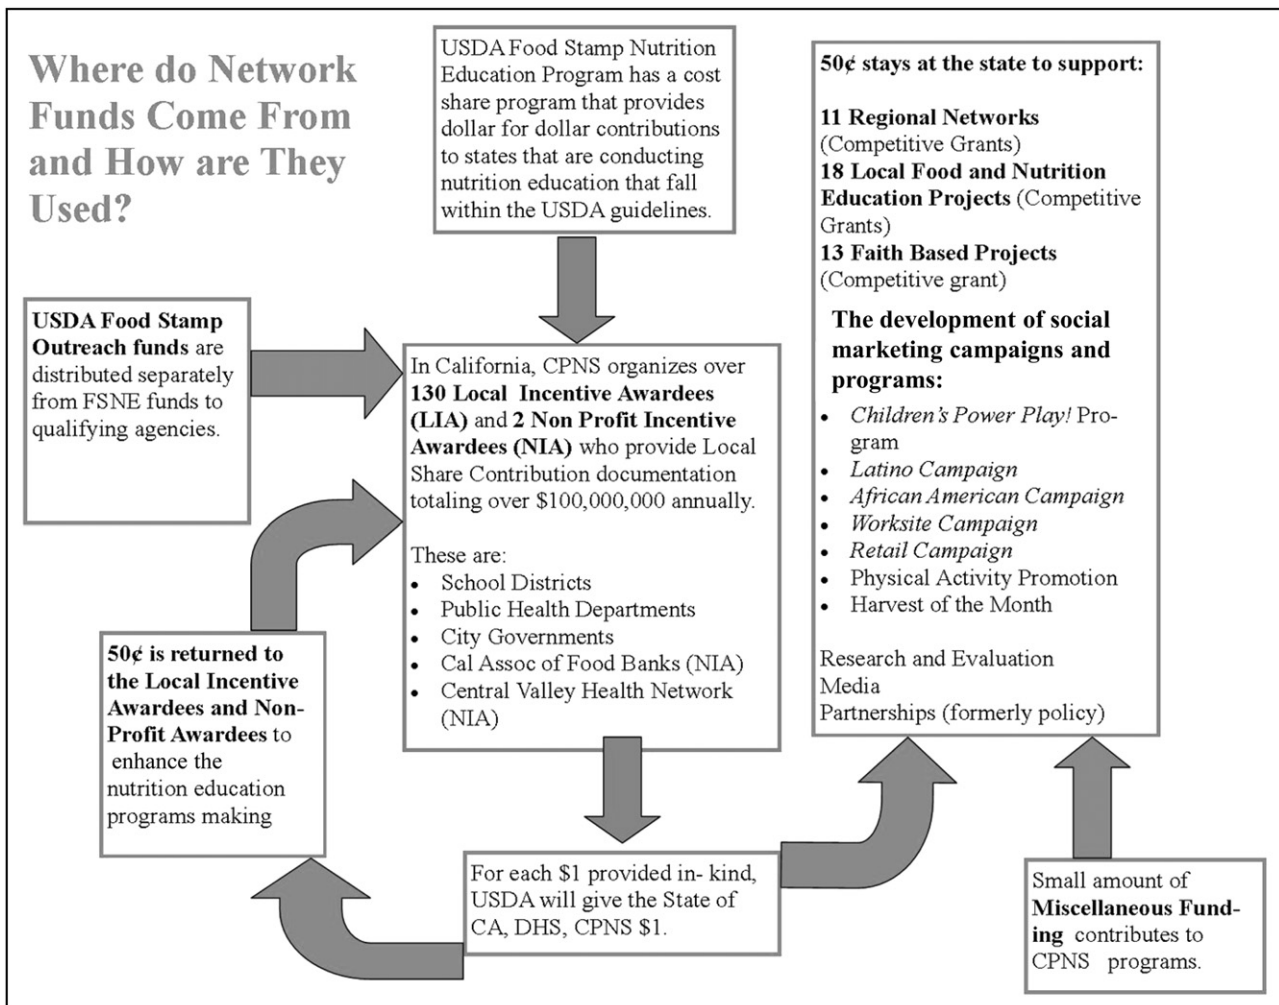 Where do Network
Funds Come From
and How are They
Used?
USDA Food Stamp Nutrition
Education Program has a cost
share program that provides
dollar for dollar contributions
to states that are conducting
nutrition education that fall
within the USDA guidelines.
USDA Food Stamp
Outreach funds are
distributed separately
from FSNE funds to
qualifying agencies.
In California, CPNS organizes over
130 Local Incentive Awardees
(LIA) and 2 Non Profit Incentive
Awardees (NIA) who provide Local
Share Contribution documentation
totaling over $100,000,000 annually.
These are:
• School Districts
• Public Health Departments
• City Governments
• Cal Assoc of Food Banks (NIA)
• Central Valley Health Network
(NIA)
50¢ is returned to
the Local Incentive
Awardees and Non-
Profit Awardees to
enhance the
nutrition education
programs making
For each $1 provided in- kind,
USDA will give the State of
CA, DHS, CPNS $1.
50¢ stays at the state to support:
11 Regional Networks
(Competitive Grants)
18 Local Food and Nutrition
Education Projects (Competitive
Grants)
13 Faith Based Projects
(Competitive grant)
The development of social
marketing campaigns and
programs:
• Children's Power Play! Pro-
gram
• Latino Campaign
• African American Campaign
• Worksite Campaign
• Retail Campaign
• Physical Activity Promotion
• Harvest of the Month
Research and Evaluation
Media
Partnerships (formerly policy)
Small amount of
Miscellaneous Fund-
ing contributes to
CPNS programs.